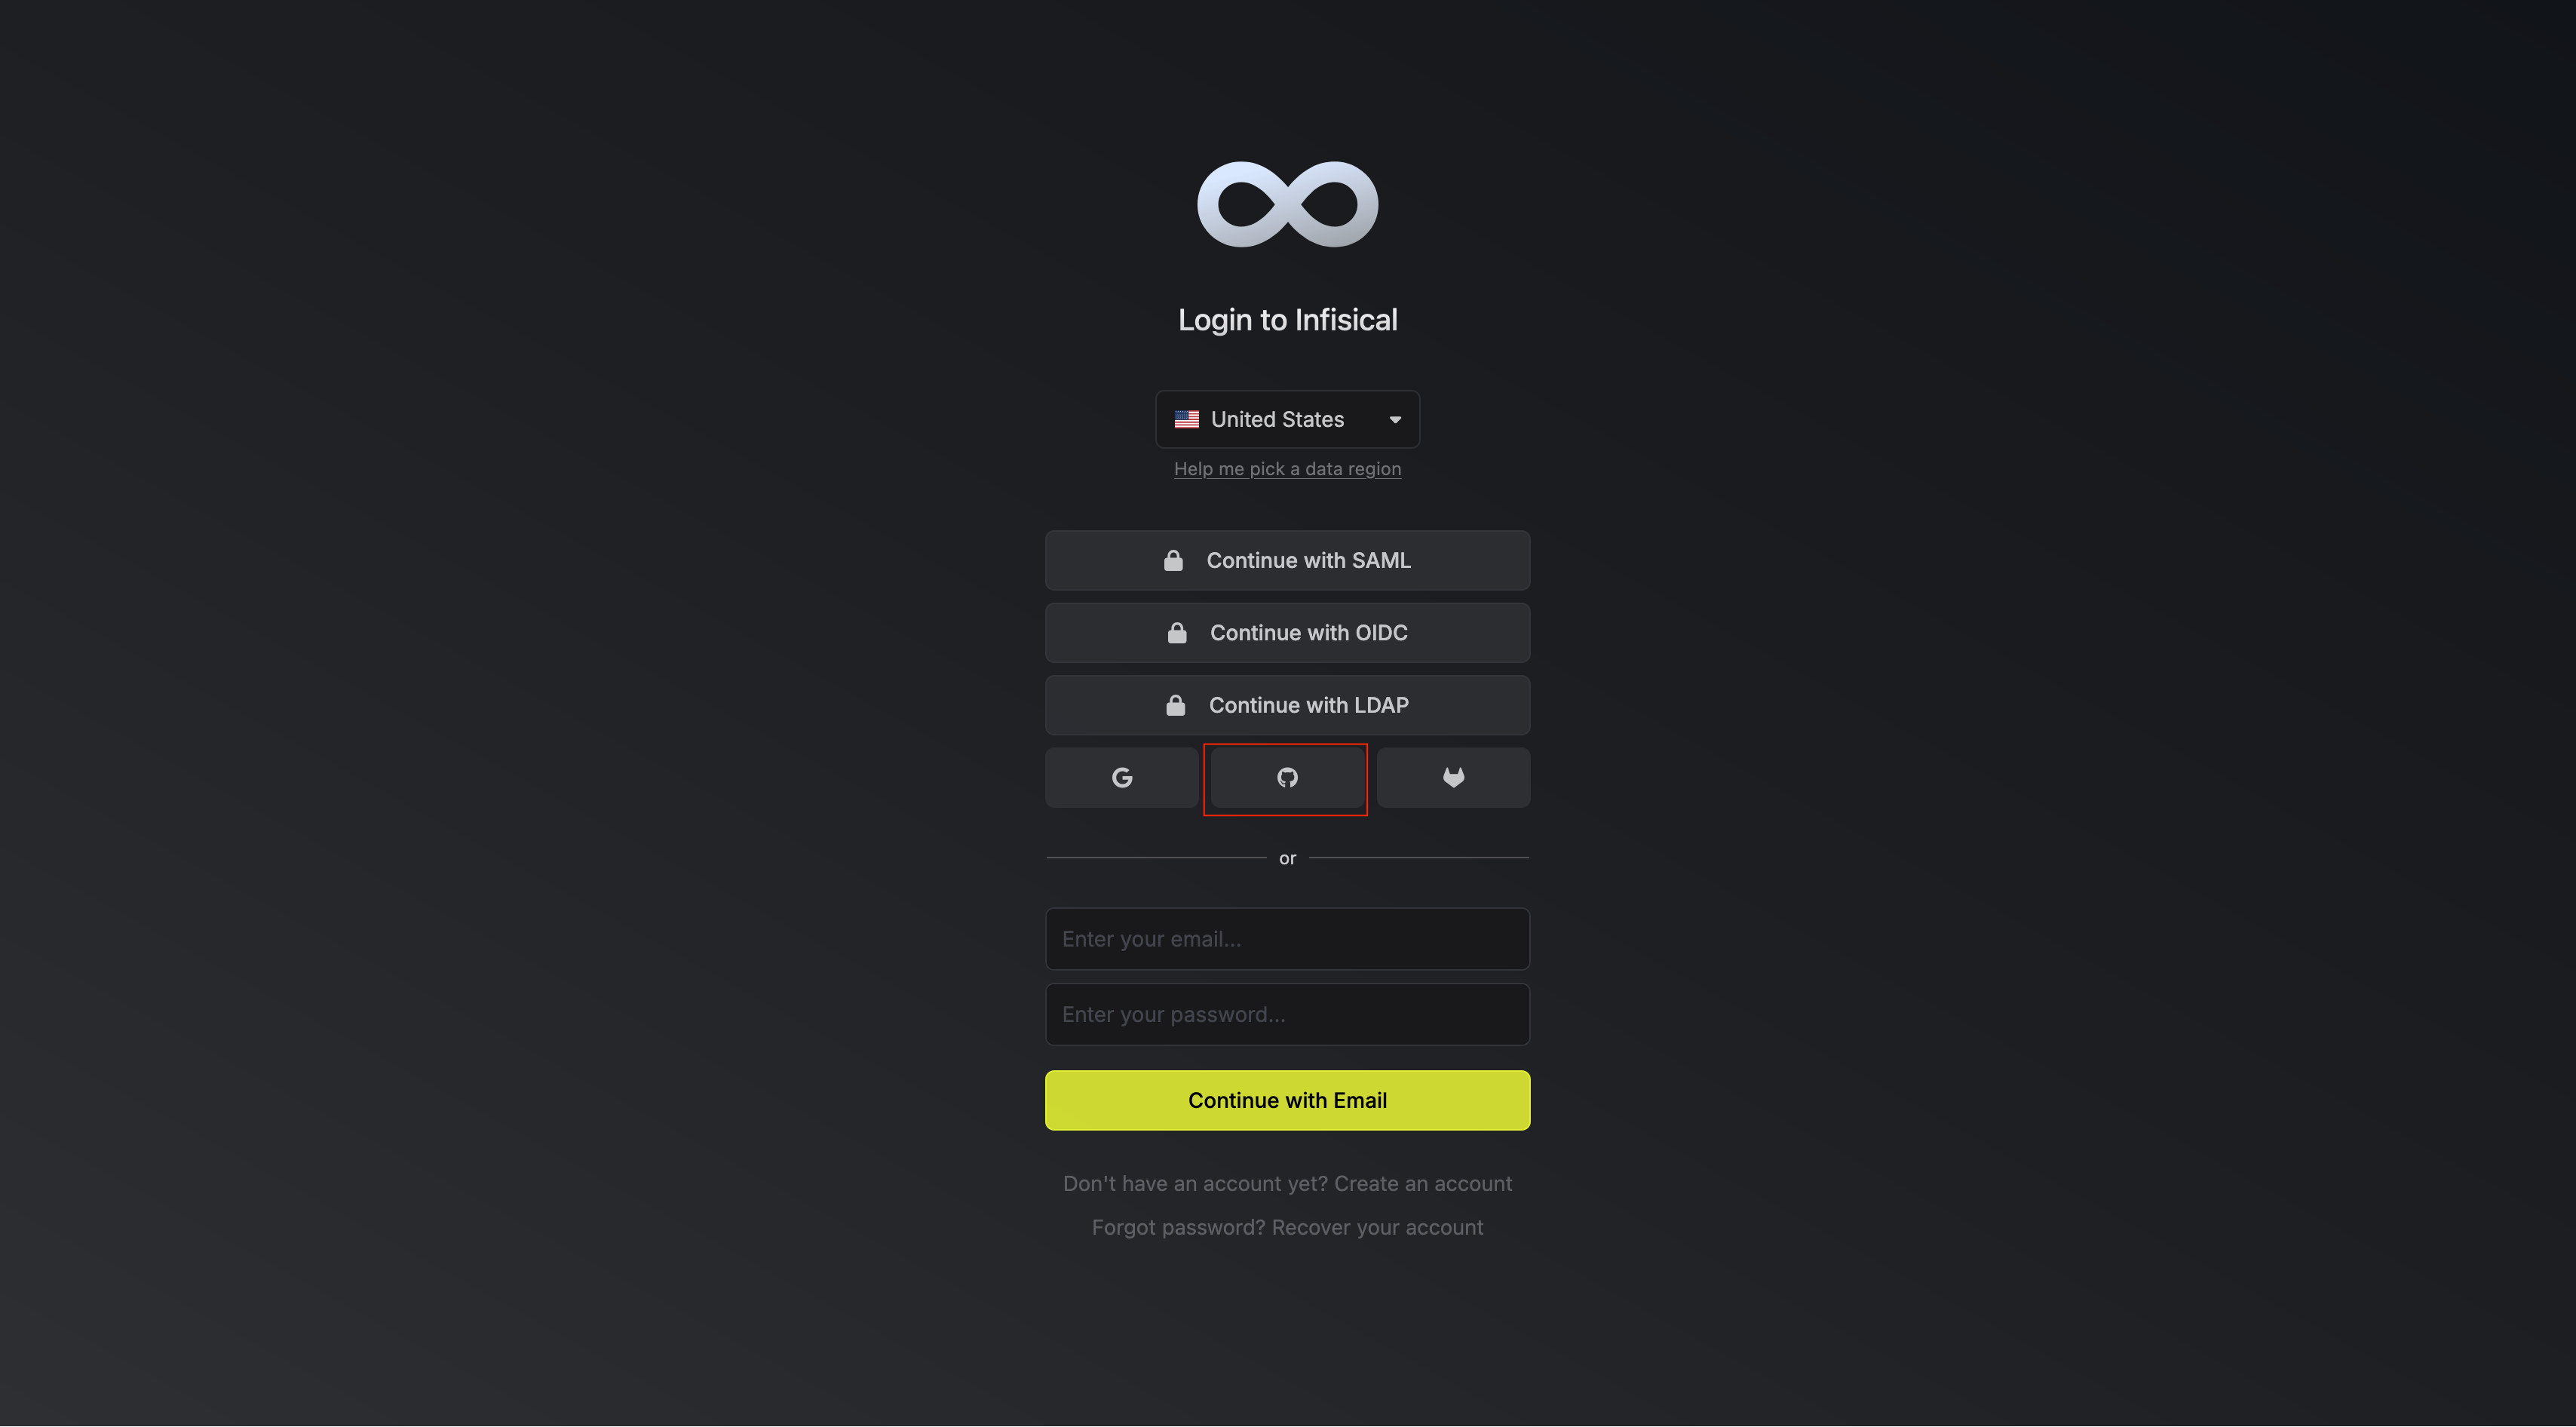 Login to Infisical
United States
Help me pick a data region
Continue with SAML
Continue with OIDC
Continue with LDAP
or
Enter your email...
Enter your password...
Continue with Email
Don't have an account yet? Create an account
Forgot password? Recover your account